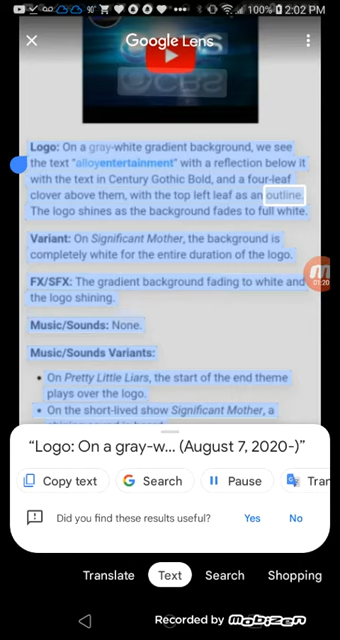 90° 100% 2:02 PM
Google Lens
CBS
Logo: On a gray-white gradient background, we see
the text "alloyentertainment" with a reflection below it
with the text in Century Gothic Bold, and a four-leaf
clover above them, with the top left leaf as an outline.
The logo shines as the background fades to full white.
Variant: On Significant Mother, the background is
completely white for the entire duration of the logo.
FX/SFX: The gradient background fading to white and
the logo shining.
01:20
Music/Sounds: None.
Music/Sounds Variants:
• On Pretty Little Liars, the start of the end theme
plays over the logo.
• On the short-lived show Significant Mother, a
"Logo: On a gray-w... (August 7, 2020-)"
Copy text Search Pause Tran
Did you find these results useful? Yes No
Translate Text Search Shopping
Recorded by mobizen